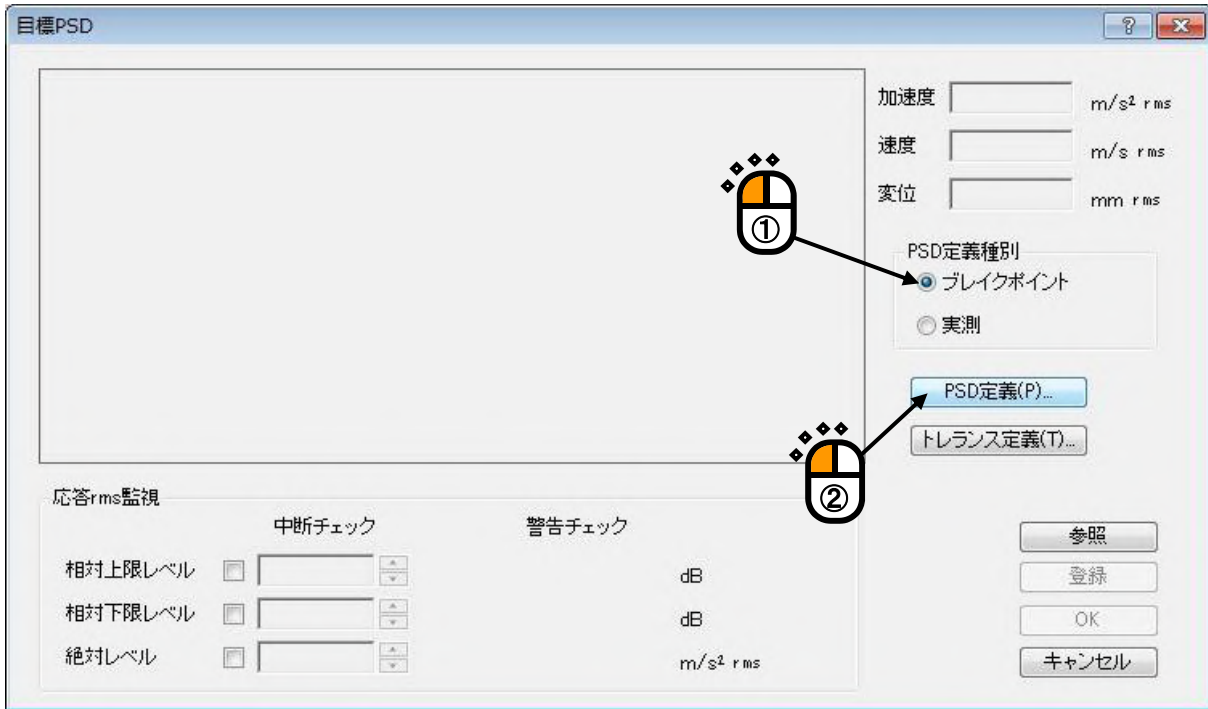 目標PSD
加速度 m/s² rms
速度 m/s rms
変位 mm rms
①
PSD定義種別
ブレイクポイント
実測
PSD定義(P)...
トレランス定義(T)...
②
応答rms監視
中断チェック 警告チェック
相対上限レベル dB
相対下限レベル dB
絶対レベル m/s² rms
参照
登録
OK
キャンセル